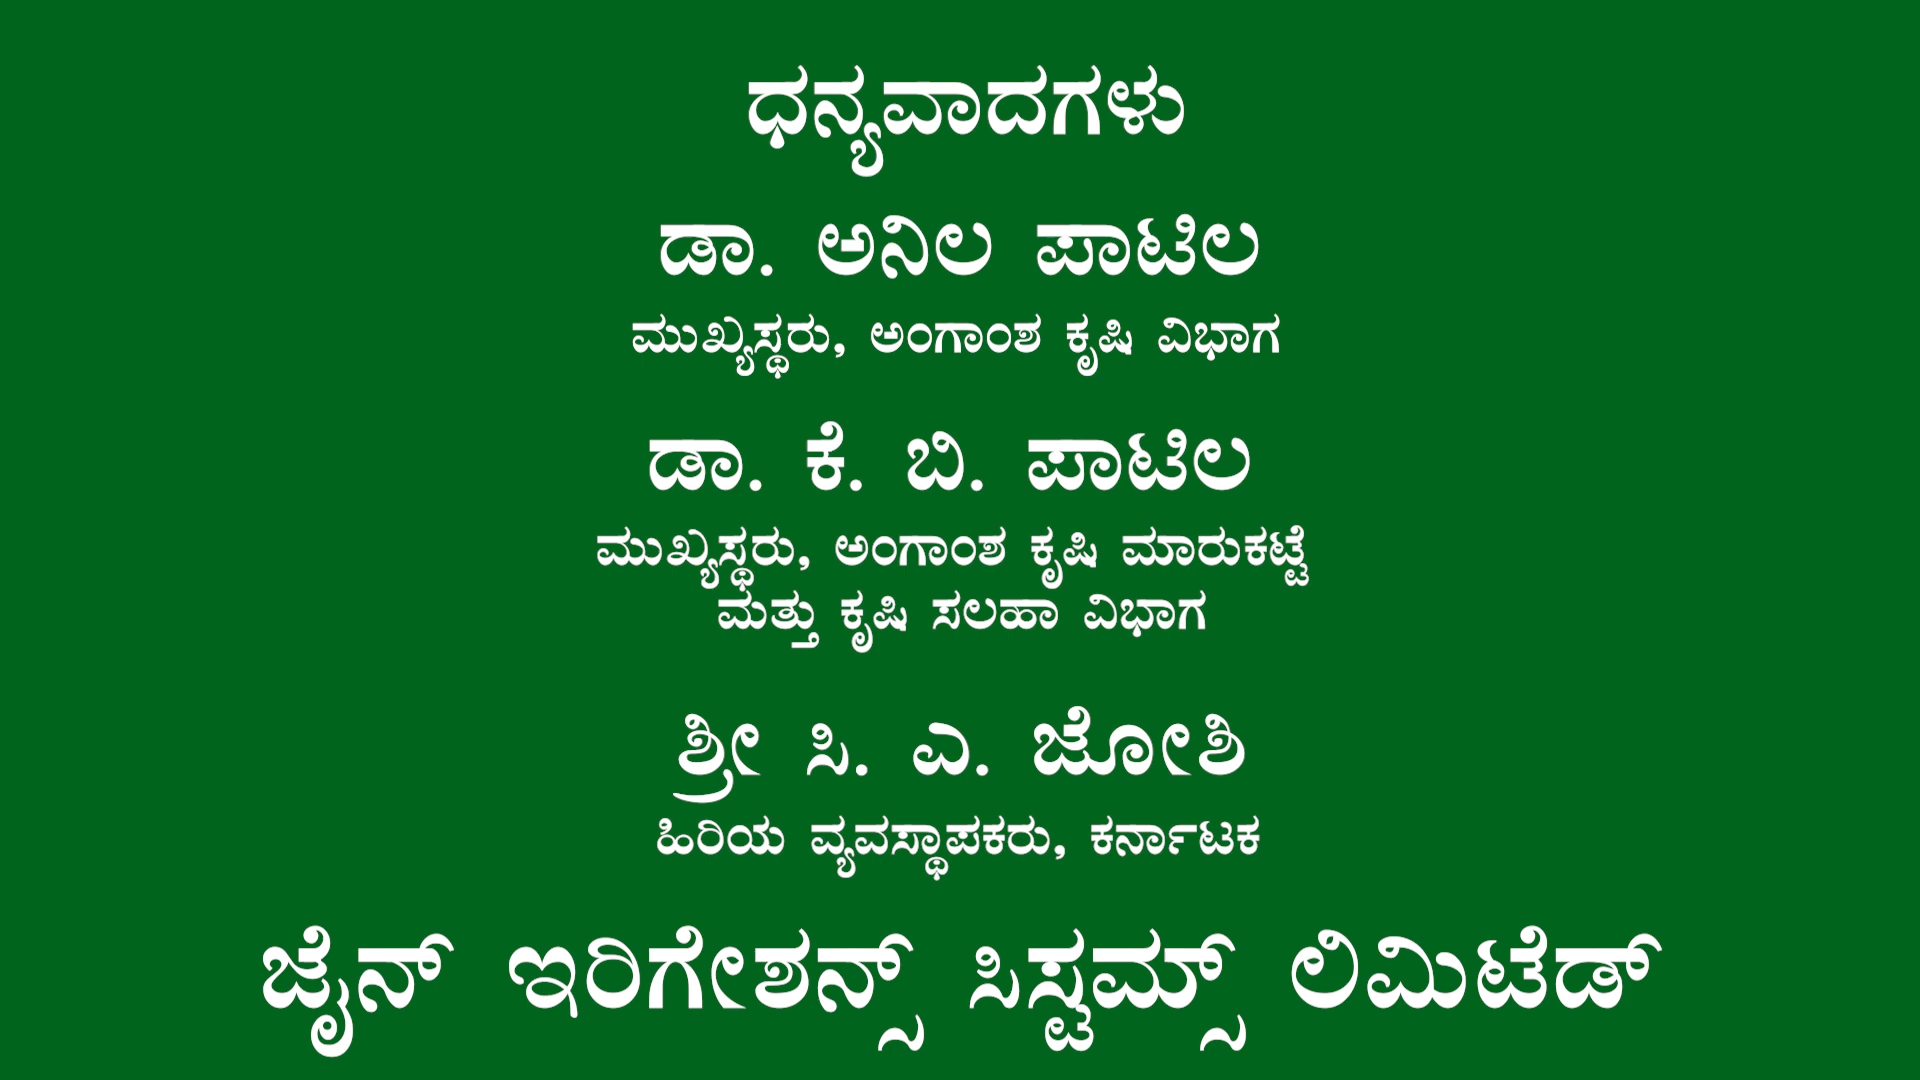 ಧನ್ಯವಾದಗಳು
ಡಾ. ಅನಿಲ ಪಾಟಿಲ
ಮುಖ್ಯಸ್ಥರು, ಅಂಗಾಂಶ ಕೃಷಿ ವಿಭಾಗ
ಡಾ. ಕೆ. ಬಿ. ಪಾಟಿಲ
ಮುಖ್ಯಸ್ಥರು, ಅಂಗಾಂಶ ಕೃಷಿ ಮಾರುಕಟ್ಟೆ
ಮತ್ತು ಕೃಷಿ ಸಲಹಾ ವಿಭಾಗ
ಶ್ರೀ ಸಿ. ಎ. ಜೋಶಿ
ಹಿರಿಯ ವ್ಯವಸ್ಥಾಪಕರು, ಕರ್ನಾಟಕ
ಜೈನ್ ಇರಿಗೇಶನ್ಸ್ ಸಿಸ್ಟಮ್ಸ್ ಲಿಮಿಟೆಡ್